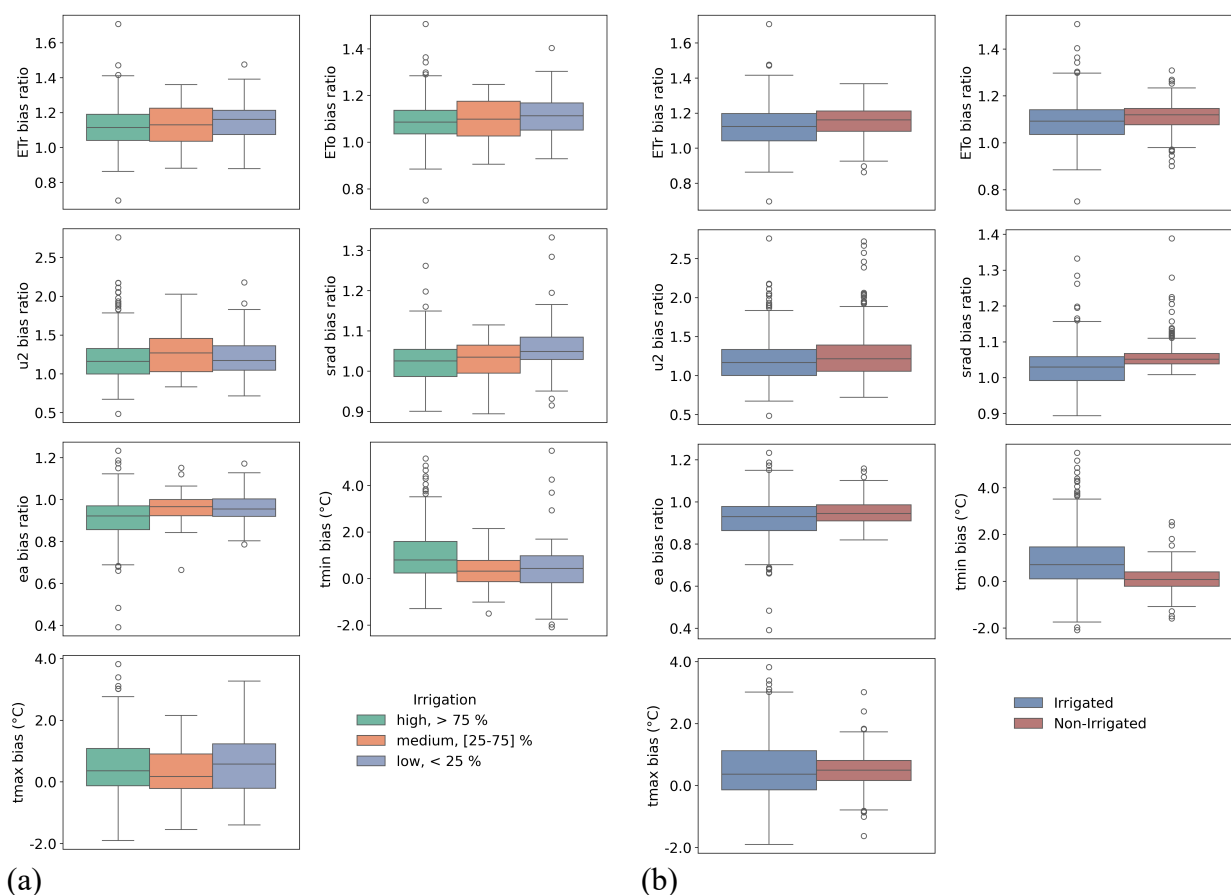 ETr bias ratio
1.6
1.4
1.2
1.0
0.8
ETo bias ratio
1.4
1.2
1.0
0.8
u2 bias ratio
2.5
2.0
1.5
1.0
0.5
srad bias ratio
1.3
1.2
1.1
1.0
0.9
ea bias ratio
1.2
1.0
0.8
0.6
0.4
tmin bias (°C)
4.0
2.0
0.0
-2.0
tmax bias (°C)
4.0
2.0
0.0
-2.0
Irrigation
high, > 75 %
medium, [25-75] %
low, < 25 %
(a)
ETr bias ratio
1.6
1.4
1.2
1.0
0.8
ETo bias ratio
1.4
1.2
1.0
0.8
u2 bias ratio
2.5
2.0
1.5
1.0
0.5
srad bias ratio
1.4
1.3
1.2
1.1
1.0
0.9
ea bias ratio
1.2
1.0
0.8
0.6
0.4
tmin bias (°C)
4.0
2.0
0.0
-2.0
tmax bias (°C)
4.0
2.0
0.0
-2.0
Irrigated
Non-Irrigated
(b)